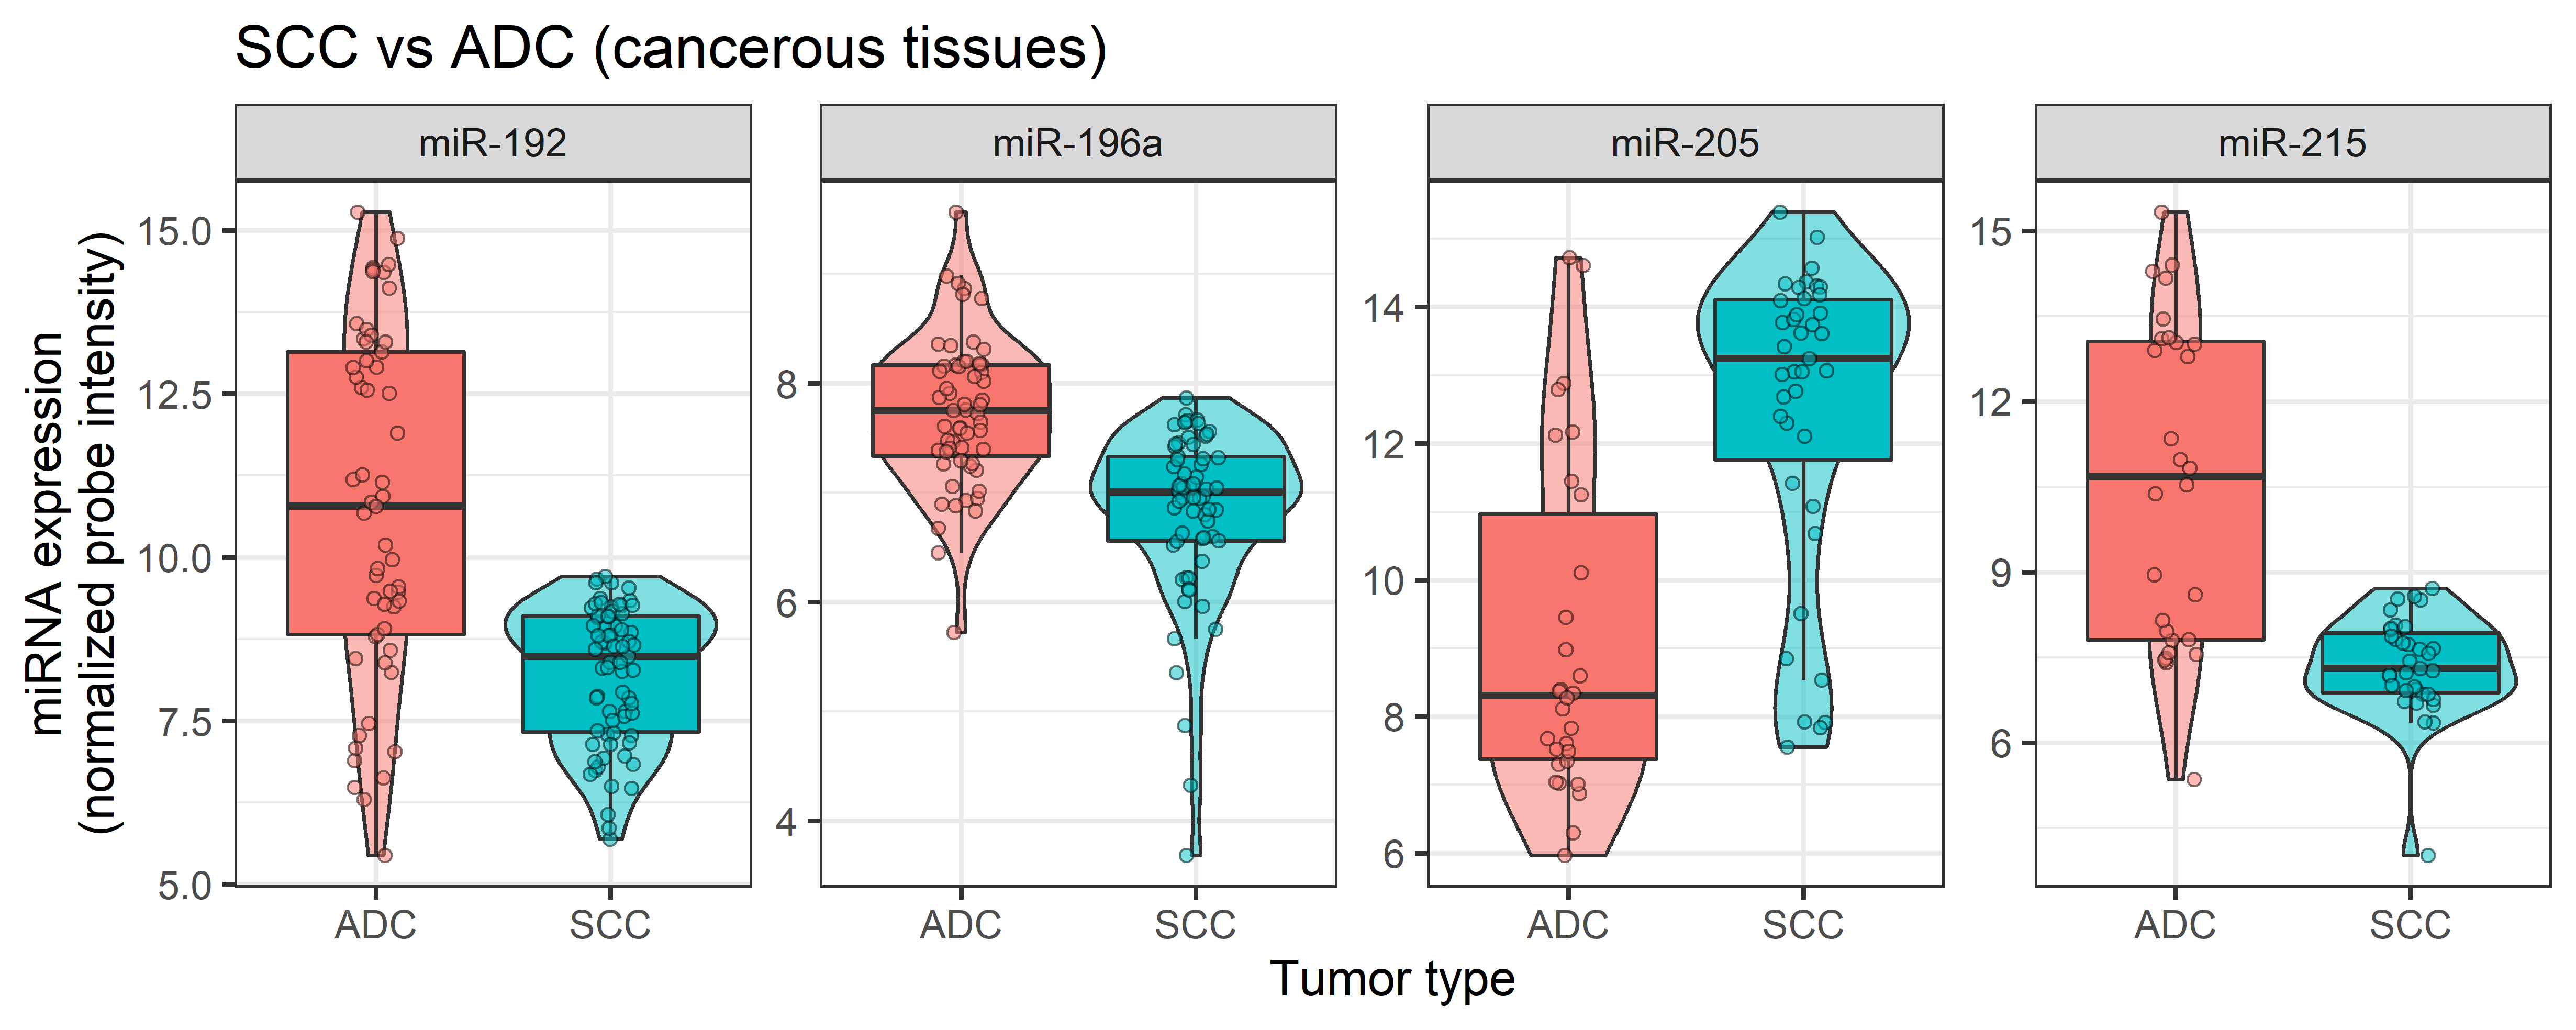 SCC vs ADC (cancerous tissues)
miR-192
miR-196a
miR-205
miR-215
miRNA expression
(normalized probe intensity)
15.0
12.5
10.0
7.5
5.0
8
6
4
14
12
10
8
6
15
12
9
6
ADC
SCC
ADC
SCC
ADC
SCC
ADC
SCC
Tumor type